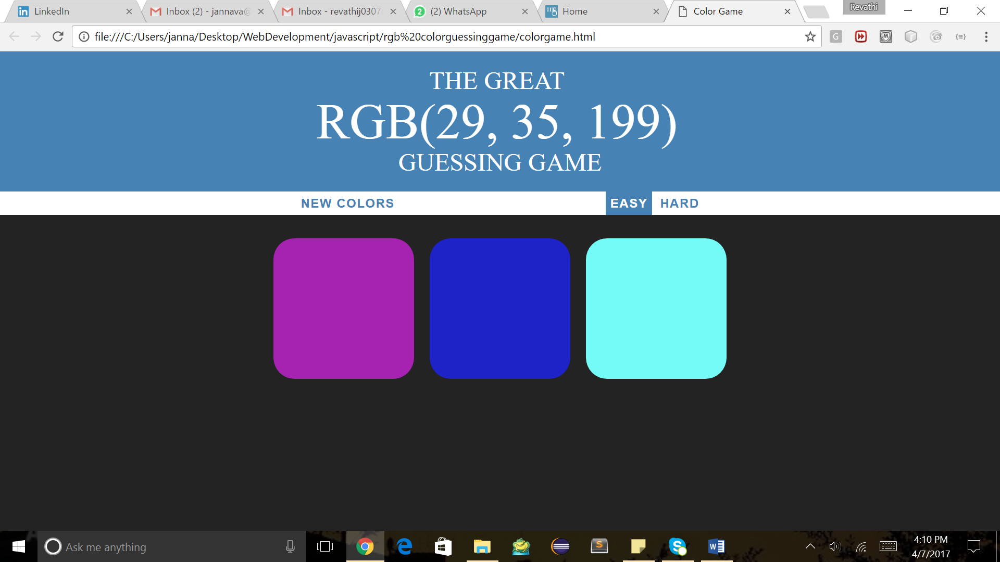 LinkedIn
Inbox (2) - jannava@
Inbox - revathij0307
(2) WhatsApp
Home
Color Game
Revathi
file:///C:/Users/janna/Desktop/WebDevelopment/javascript/rgb%20colorguessinggame/colorgame.html
THE GREAT
RGB(29, 35, 199)
GUESSING GAME
NEW COLORS
EASY
HARD
Ask me anything
4:10 PM
4/7/2017